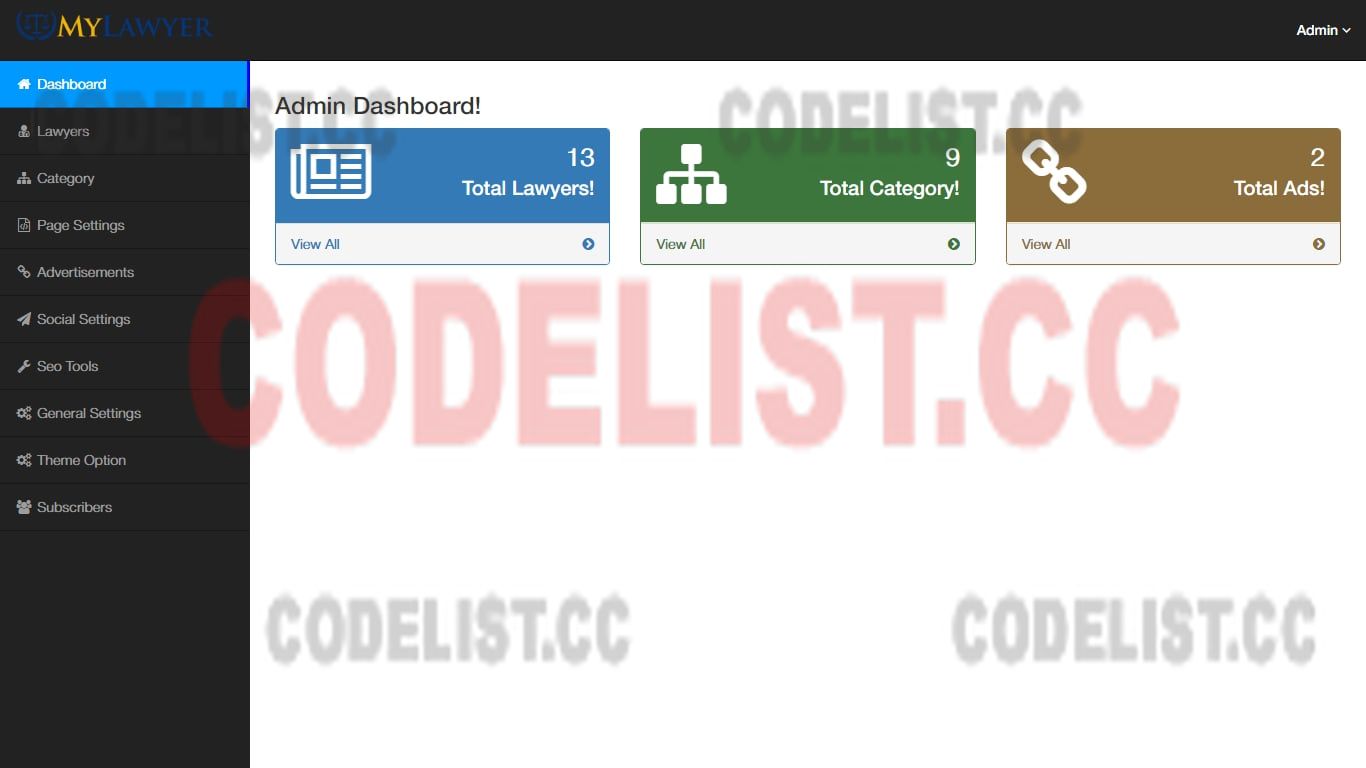 MYLAWYER
Admin
Dashboard
Lawyers
Category
Page Settings
Advertisements
Social Settings
Seo Tools
General Settings
Theme Option
Subscribers
Admin Dashboard!
13
Total Lawyers!
View All
9
Total Category!
View All
2
Total Ads!
View All
CODELIST.CC
CODELIST.CC
CODELIST.CC
CODELIST.CC
CODELIST.CC